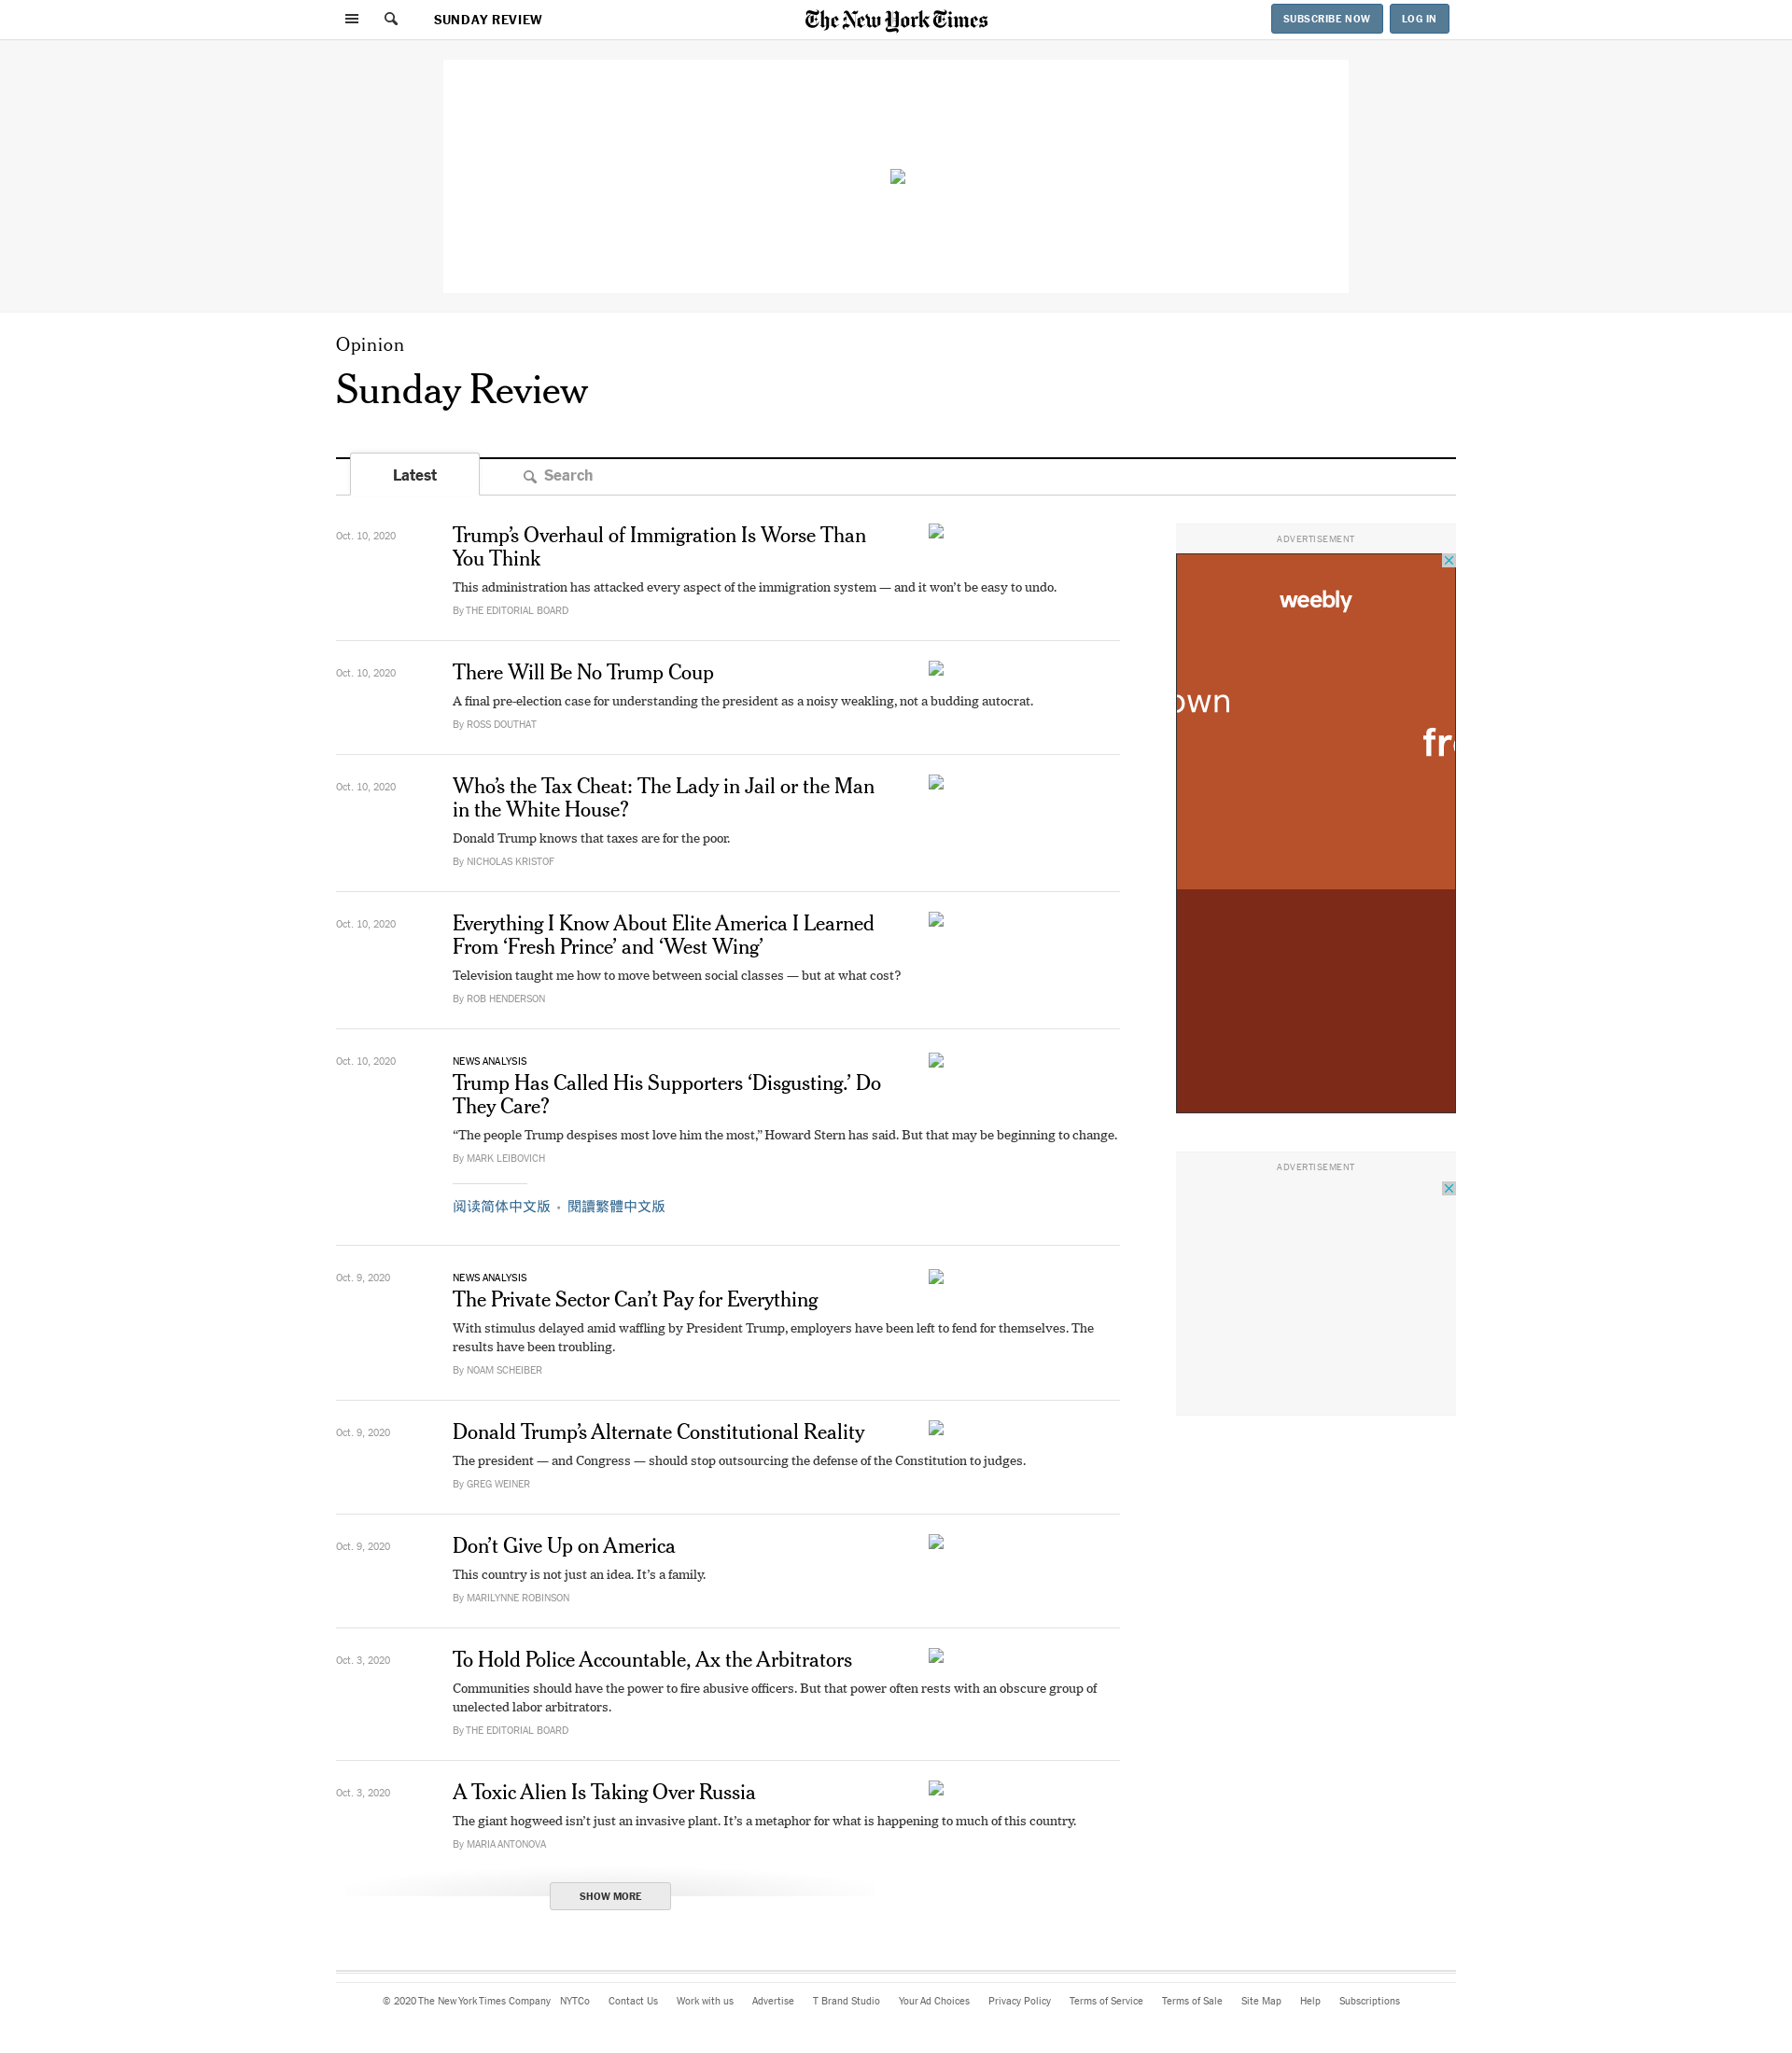 SUNDAY REVIEW
The New York Times
SUBSCRIBE NOW
LOG IN
Opinion
Sunday Review
Latest
Search
Oct. 10, 2020
Trump’s Overhaul of Immigration Is Worse Than
You Think
This administration has attacked every aspect of the immigration system — and it won’t be easy to undo.
By THE EDITORIAL BOARD
Oct. 10, 2020
There Will Be No Trump Coup
A final pre-election case for understanding the president as a noisy weakling, not a budding autocrat.
By ROSS DOUTHAT
Oct. 10, 2020
Who’s the Tax Cheat: The Lady in Jail or the Man
in the White House?
Donald Trump knows that taxes are for the poor.
By NICHOLAS KRISTOF
Oct. 10, 2020
Everything I Know About Elite America I Learned
From ‘Fresh Prince’ and ‘West Wing’
Television taught me how to move between social classes — but at what cost?
By ROB HENDERSON
Oct. 10, 2020
NEWS ANALYSIS
Trump Has Called His Supporters ‘Disgusting.’ Do
They Care?
“The people Trump despises most love him the most,” Howard Stern has said. But that may be beginning to change.
By MARK LEIBOVICH
阅读简体中文版 • 閱讀繁體中文版
Oct. 9, 2020
NEWS ANALYSIS
The Private Sector Can’t Pay for Everything
With stimulus delayed amid waffling by President Trump, employers have been left to fend for themselves. The
results have been troubling.
By NOAM SCHEIBER
Oct. 9, 2020
Donald Trump’s Alternate Constitutional Reality
The president — and Congress — should stop outsourcing the defense of the Constitution to judges.
By GREG WEINER
Oct. 9, 2020
Don’t Give Up on America
This country is not just an idea. It’s a family.
By MARILYNNE ROBINSON
Oct. 3, 2020
To Hold Police Accountable, Ax the Arbitrators
Communities should have the power to fire abusive officers. But that power often rests with an obscure group of
unelected labor arbitrators.
By THE EDITORIAL BOARD
Oct. 3, 2020
A Toxic Alien Is Taking Over Russia
The giant hogweed isn’t just an invasive plant. It’s a metaphor for what is happening to much of this country.
By MARIA ANTONOVA
SHOW MORE
ADVERTISEMENT
weebly
own
fre
ADVERTISEMENT
© 2020 The New York Times Company NYTCo Contact Us Work with us Advertise T Brand Studio Your Ad Choices Privacy Policy Terms of Service Terms of Sale Site Map Help Subscriptions